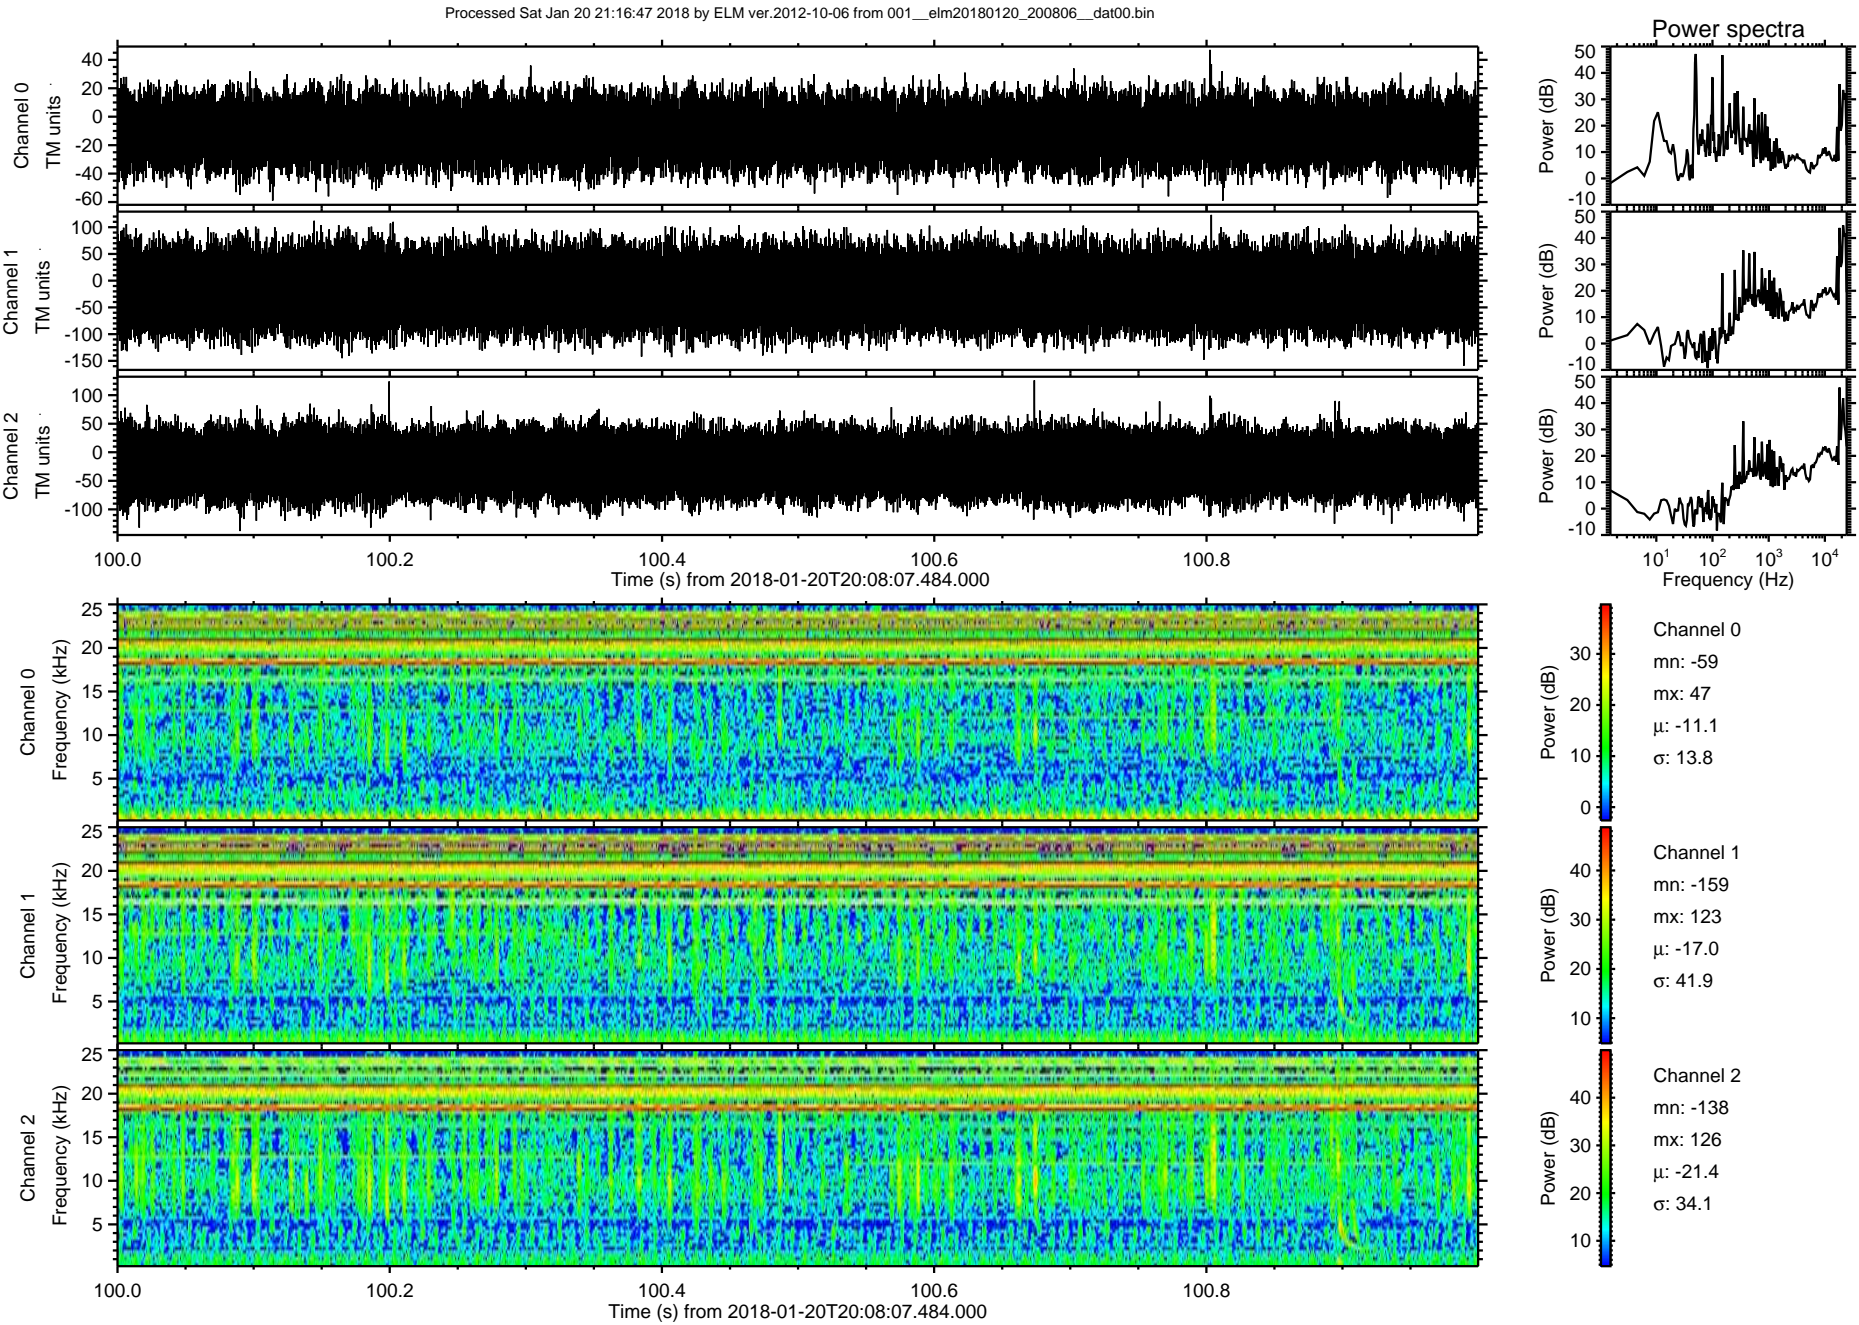 Processed Sat Jan 20 21:16:47 2018 by ELM ver.2012-10-06 from 001__elm20180120_200806__dat00.bin
Power spectra
Channel 0
TM units
40
20
0
-20
-40
-60
Power (dB)
50
40
30
20
10
0
-10
Channel 1
TM units
100
50
0
-50
-100
-150
Power (dB)
50
40
30
20
10
0
-10
Channel 2
TM units
100
50
0
-50
-100
Power (dB)
50
40
30
20
10
0
-10
100.0 100.2 100.4 100.6 100.8
Time (s) from 2018-01-20T20:08:07.484.000
10¹ 10² 10³ 10⁴
Frequency (Hz)
Channel 0
Frequency (kHz)
25
20
15
10
5
Power (dB)
30
20
10
0
Channel 0
mn: -59
mx: 47
μ: -11.1
σ: 13.8
Channel 1
Frequency (kHz)
25
20
15
10
5
Power (dB)
40
30
20
10
Channel 1
mn: -159
mx: 123
μ: -17.0
σ: 41.9
Channel 2
Frequency (kHz)
25
20
15
10
5
Power (dB)
40
30
20
10
Channel 2
mn: -138
mx: 126
μ: -21.4
σ: 34.1
100.0 100.2 100.4 100.6 100.8
Time (s) from 2018-01-20T20:08:07.484.000